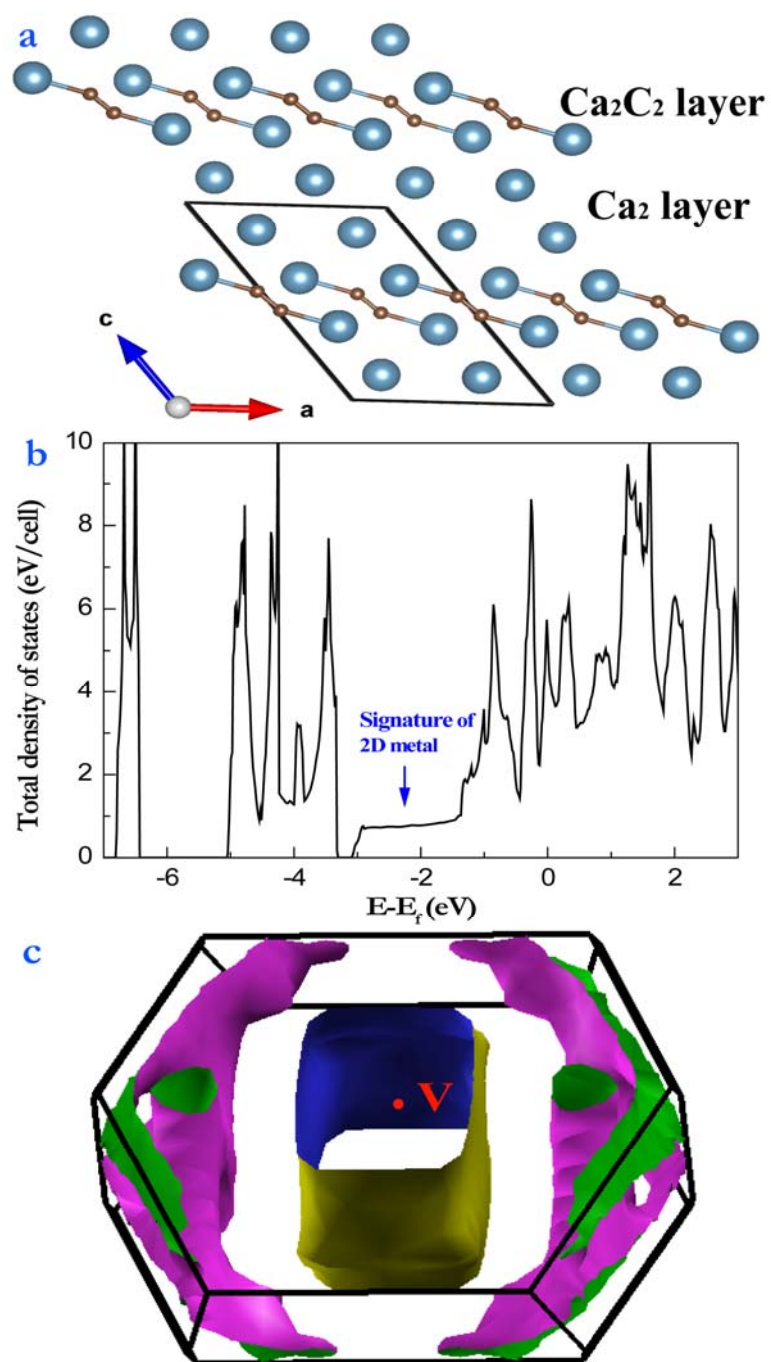 a
Ca₂C₂ layer
Ca₂ layer
c
a
b
10
8
6
4
2
0
Total density of states (eV/cell)
Signature of
2D metal
-6
-4
-2
0
2
E-E_f (eV)
c
V